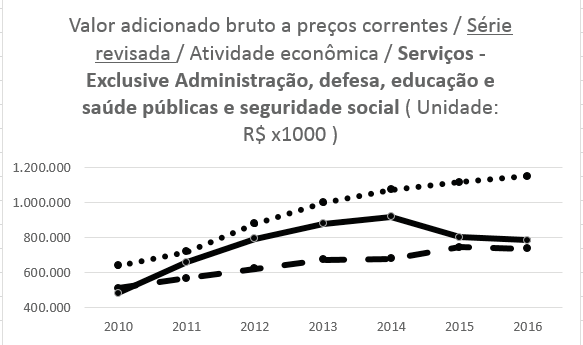 Valor adicionado bruto a preços correntes / Série
revisada / Atividade econômica / Serviços -
Exclusive Administração, defesa, educação e
saúde públicas e seguridade social ( Unidade:
R$ x1000 )
1.200.000
1.000.000
800.000
600.000
400.000
2010 2011 2012 2013 2014 2015 2016